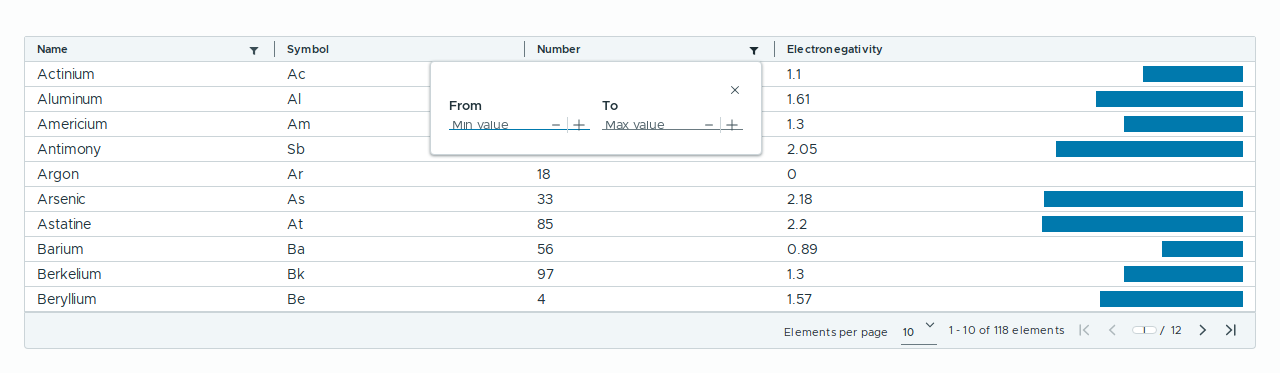 Name Symbol Number Electronegativity
Actinium Ac 1.1
Aluminum Al 1.61
Americium Am 1.3
Antimony Sb 2.05
From To
Min value Max value
Argon Ar 18 0
Arsenic As 33 2.18
Astatine At 85 2.2
Barium Ba 56 0.89
Berkelium Bk 97 1.3
Beryllium Be 4 1.57
Elements per page 10 1 - 10 of 118 elements 1 / 12